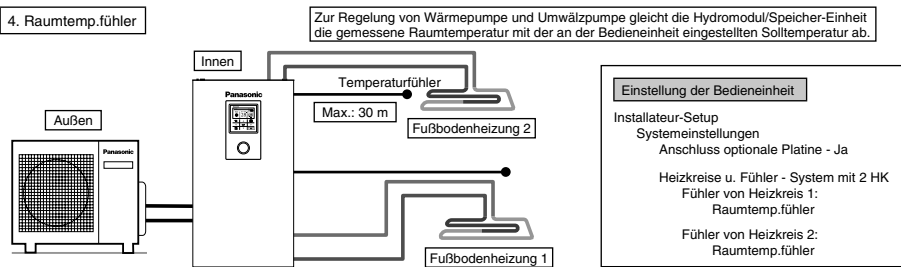 4. Raumtemp.fühler
Zur Regelung von Wärmepumpe und Umwälzpumpe gleicht die Hydromodul/Speicher-Einheit
die gemessene Raumtemperatur mit der an der Bedieneinheit eingestellten Solltemperatur ab.
Innen
Temperaturfühler
Panasonic
Max.: 30 m
Fußbodenheizung 2
Außen
Panasonic
Fußbodenheizung 1
Einstellung der Bedieneinheit
Installateur-Setup
Systemeinstellungen
Anschluss optionale Platine - Ja
Heizkreise u. Fühler - System mit 2 HK
Fühler von Heizkreis 1:
Raumtemp.fühler
Fühler von Heizkreis 2:
Raumtemp.fühler